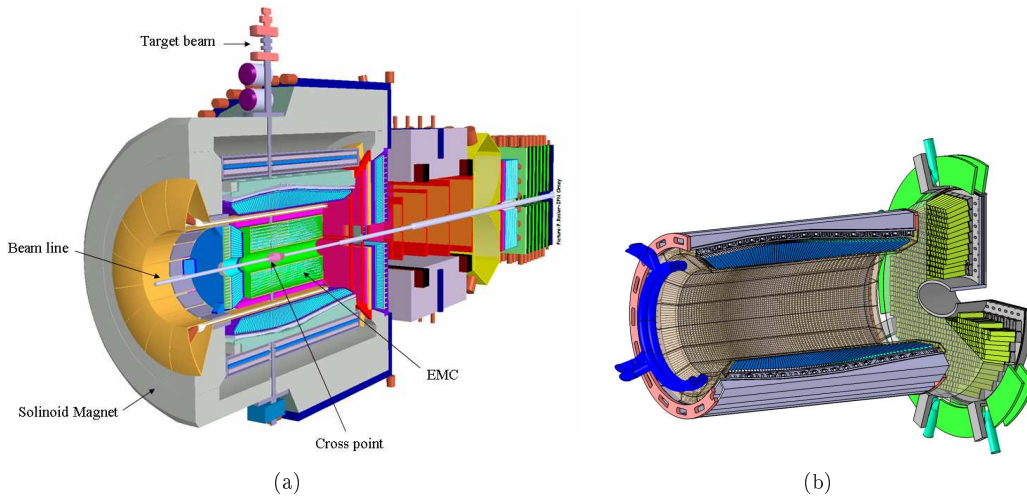 Target beam
Beam line
EMC
Solinoid Magnet
Cross point
(a)
(b)